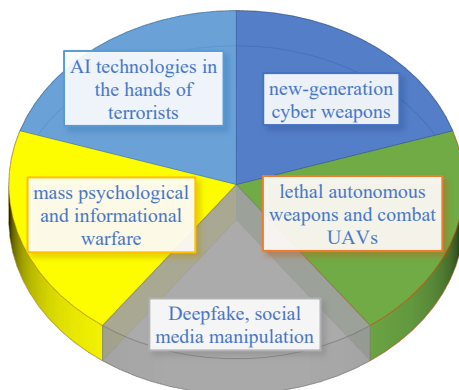 AI technologies in
the hands of
terrorists
new-generation
cyber weapons
mass psychological
and informational
warfare
lethal autonomous
weapons and combat
UAVs
Deepfake, social
media manipulation